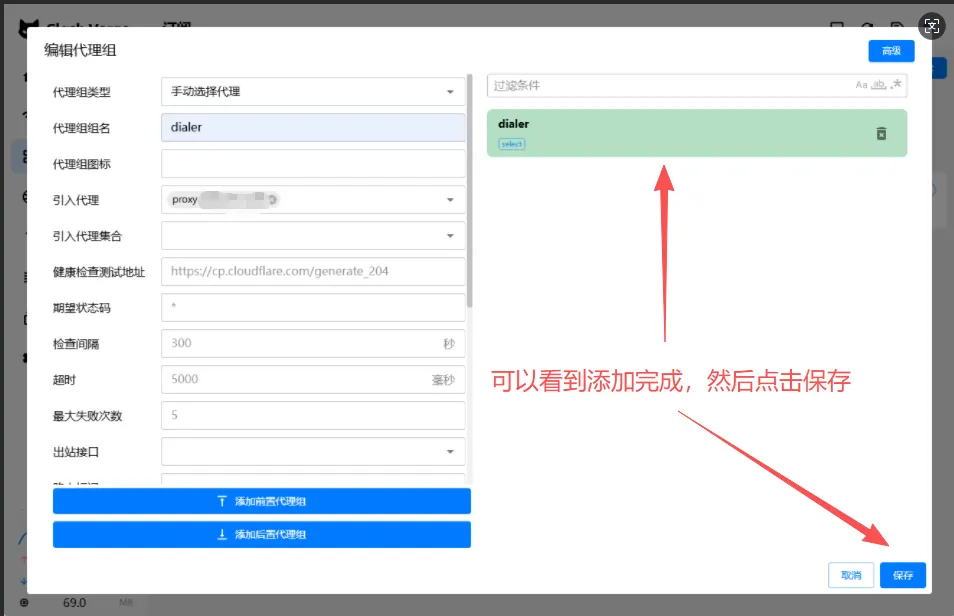 编辑代理组
高级
代理组类型
手动选择代理
代理组组名
dialer
代理组图标
引入代理
proxy
引入代理集合
健康检查测试地址
https://cp.cloudflare.com/generate_204
期望状态码
*
检查间隔
300
秒
超时
5000
毫秒
最大失败次数
5
出站接口
添加前置代理组
添加后置代理组
过滤条件
Aa ab .*
dialer
select
可以看到添加完成，然后点击保存
取消
保存
69.0